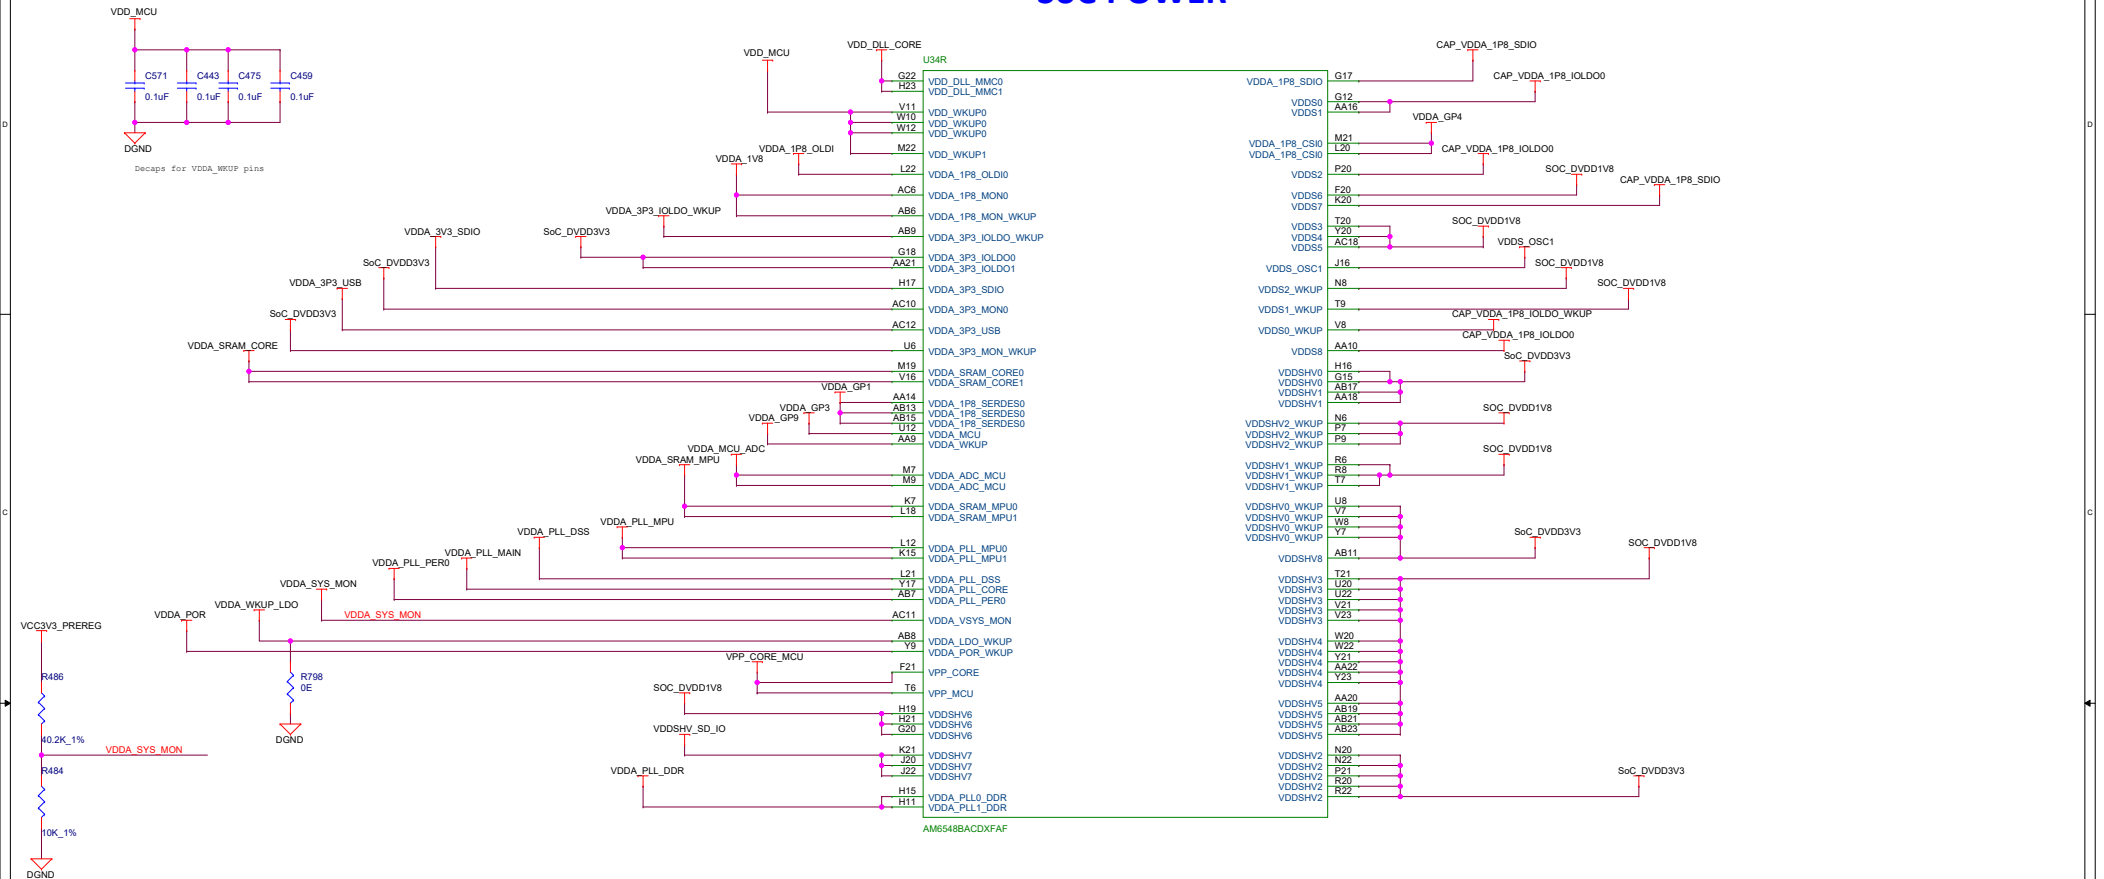 SOC POWER
VDD_MCU
C571
C443
C475
C459
0.1uF
0.1uF
0.1uF
0.1uF
DGND
Decaps for VDDA_WKUP pins
D
D
C
C
VDD_MCU
VDD_DLL_CORE
VDDA_1P8_OLDI
VDDA_1V8
VDDA_3P3_IOLDO_WKUP
VDDA_3V3_SDIO
SoC_DVDD3V3
SoC_DVDD3V3
VDDA_3P3_USB
SoC_DVDD3V3
VDDA_SRAM_CORE
VDDA_GP1
VDDA_GP3
VDDA_GP9
VDDA_MCU_ADC
VDDA_SRAM_MPU
VDDA_PLL_MPU
VDDA_PLL_DSS
VDDA_PLL_MAIN
VDDA_PLL_PER0
VDDA_SYS_MON
VDDA_SYS_MON
VDDA_WKUP_LDO
VDDA_POR
VCC3V3_PREREG
R486
40.2K_1%
VDDA_SYS_MON
R484
10K_1%
DGND
R798
0E
DGND
VPP_CORE_MCU
SOC_DVDD1V8
VDDSHV_SD_IO
VDDA_PLL_DDR
U34R
G22 VDD_DLL_MMC0
H23 VDD_DLL_MMC1
V11 VDD_WKUP0
W10 VDD_WKUP0
W12 VDD_WKUP0
M22 VDD_WKUP1
L22 VDDA_1P8_OLDI0
AC6 VDDA_1P8_MON0
AB6 VDDA_1P8_MON_WKUP
AB9 VDDA_3P3_IOLDO_WKUP
G18 VDDA_3P3_IOLDO0
AA21 VDDA_3P3_IOLDO1
H17 VDDA_3P3_SDIO
AC10 VDDA_3P3_MON0
AC12 VDDA_3P3_USB
U6 VDDA_3P3_MON_WKUP
M19 VDDA_SRAM_CORE0
V16 VDDA_SRAM_CORE1
AA14 VDDA_1P8_SERDES0
AB13 VDDA_1P8_SERDES0
AB15 VDDA_1P8_SERDES0
U12 VDDA_MCU
AA9 VDDA_WKUP
M7 VDDA_ADC_MCU
M9 VDDA_ADC_MCU
K7 VDDA_SRAM_MPU0
L18 VDDA_SRAM_MPU1
L12 VDDA_PLL_MPU0
K15 VDDA_PLL_MPU1
L21 VDDA_PLL_DSS
Y17 VDDA_PLL_CORE
AB7 VDDA_PLL_PER0
AC11 VDDA_VSYS_MON
AB8 VDDA_LDO_WKUP
Y9 VDDA_POR_WKUP
F21 VPP_CORE
T6 VPP_MCU
H19 VDDSHV6
H21 VDDSHV6
G20 VDDSHV6
K21 VDDSHV7
J20 VDDSHV7
J22 VDDSHV7
H15 VDDA_PLL0_DDR
H11 VDDA_PLL1_DDR
AM6548BACDXFAF
VDDA_1P8_SDIO G17
VDDS0 G12
VDDS1 AA16
VDDA_1P8_CSI0 M21
VDDA_1P8_CSI0 L20
VDDS2 P20
VDDS6 F20
VDDS7 K20
VDDS3 T20
VDDS4 Y20
VDDS5 AC18
VDDS_OSC1 J16
VDDS2_WKUP N8
VDDS1_WKUP T9
VDDS0_WKUP V8
VDDS8 AA10
VDDSHV0 H16
VDDSHV0 G15
VDDSHV1 AB17
VDDSHV1 AA18
VDDSHV2_WKUP N6
VDDSHV2_WKUP P7
VDDSHV2_WKUP P9
VDDSHV1_WKUP R6
VDDSHV1_WKUP R8
VDDSHV1_WKUP T7
VDDSHV0_WKUP U8
VDDSHV0_WKUP V7
VDDSHV0_WKUP W8
VDDSHV0_WKUP Y7
VDDSHV8 AB11
VDDSHV3 T21
VDDSHV3 U20
VDDSHV3 U22
VDDSHV3 V21
VDDSHV3 V23
VDDSHV4 W20
VDDSHV4 W22
VDDSHV4 Y21
VDDSHV4 AA22
VDDSHV4 Y23
VDDSHV5 AA20
VDDSHV5 AB19
VDDSHV5 AB21
VDDSHV5 AB23
VDDSHV2 N20
VDDSHV2 N22
VDDSHV2 P21
VDDSHV2 R20
VDDSHV2 R22
CAP_VDDA_1P8_SDIO
CAP_VDDA_1P8_IOLDO0
VDDA_GP4
CAP_VDDA_1P8_IOLDO0
SOC_DVDD1V8
CAP_VDDA_1P8_SDIO
SOC_DVDD1V8
VDDS_OSC1
SOC_DVDD1V8
SOC_DVDD1V8
CAP_VDDA_1P8_IOLDO_WKUP
CAP_VDDA_1P8_IOLDO0
SoC_DVDD3V3
SOC_DVDD1V8
SOC_DVDD1V8
SoC_DVDD3V3
SOC_DVDD1V8
SoC_DVDD3V3